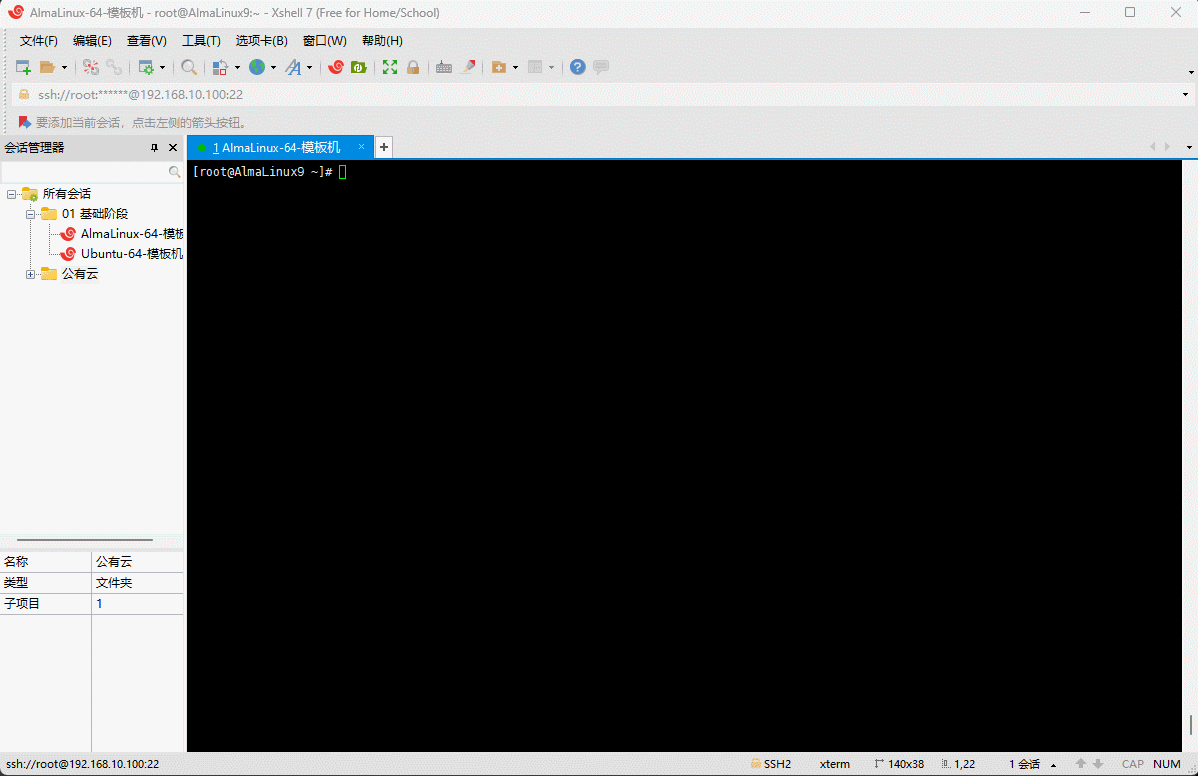 AlmaLinux-64-模板机 - root@AlmaLinux9:~ - Xshell 7 (Free for Home/School)
文件(F) 编辑(E) 查看(V) 工具(T) 选项卡(B) 窗口(W) 帮助(H)
ssh://root:******@192.168.10.100:22
要添加当前会话，点击左侧的箭头按钮。
会话管理器
1 AlmaLinux-64-模板机
[root@AlmaLinux9 ~]#
所有会话
01 基础阶段
AlmaLinux-64-模板
Ubuntu-64-模板机
公有云
名称 公有云
类型 文件夹
子项目 1
ssh://root@192.168.10.100:22 SSH2 xterm 140x38 1,22 1 会话 CAP NUM